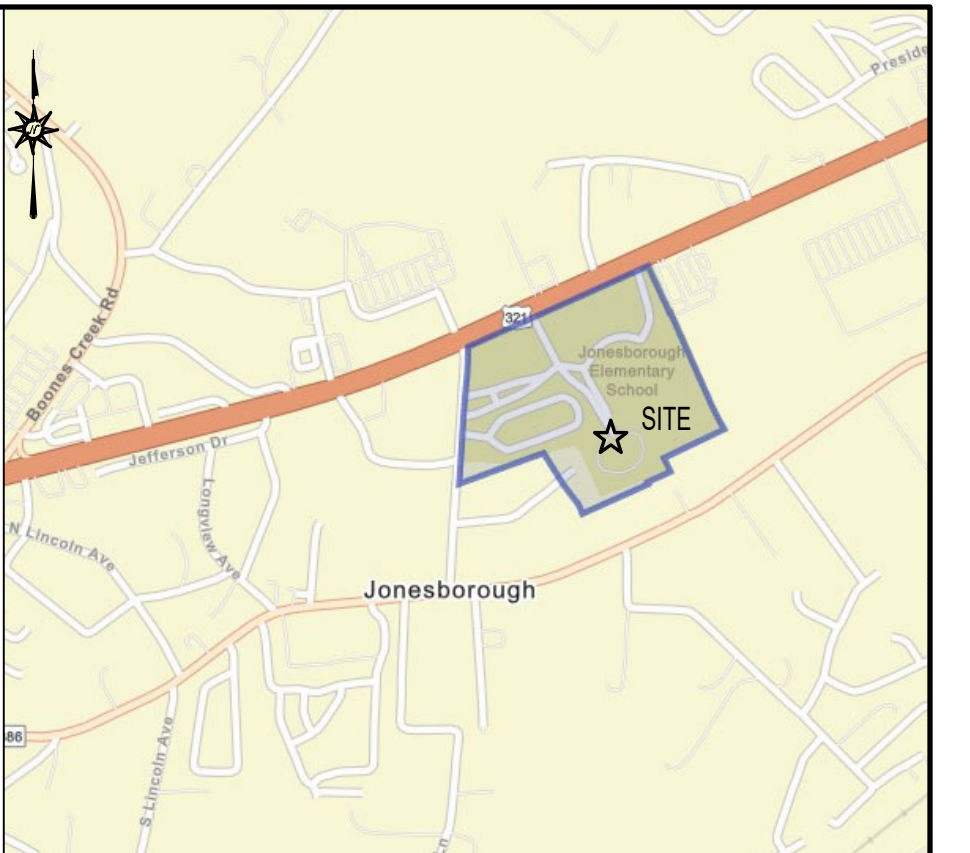 Preside
Boones Creek Rd
321
Jonesborough
Elementary
School
SITE
Jefferson Dr
Longview Ave
N Lincoln Ave
Jonesborough
86
S Lincoln Ave
Ln